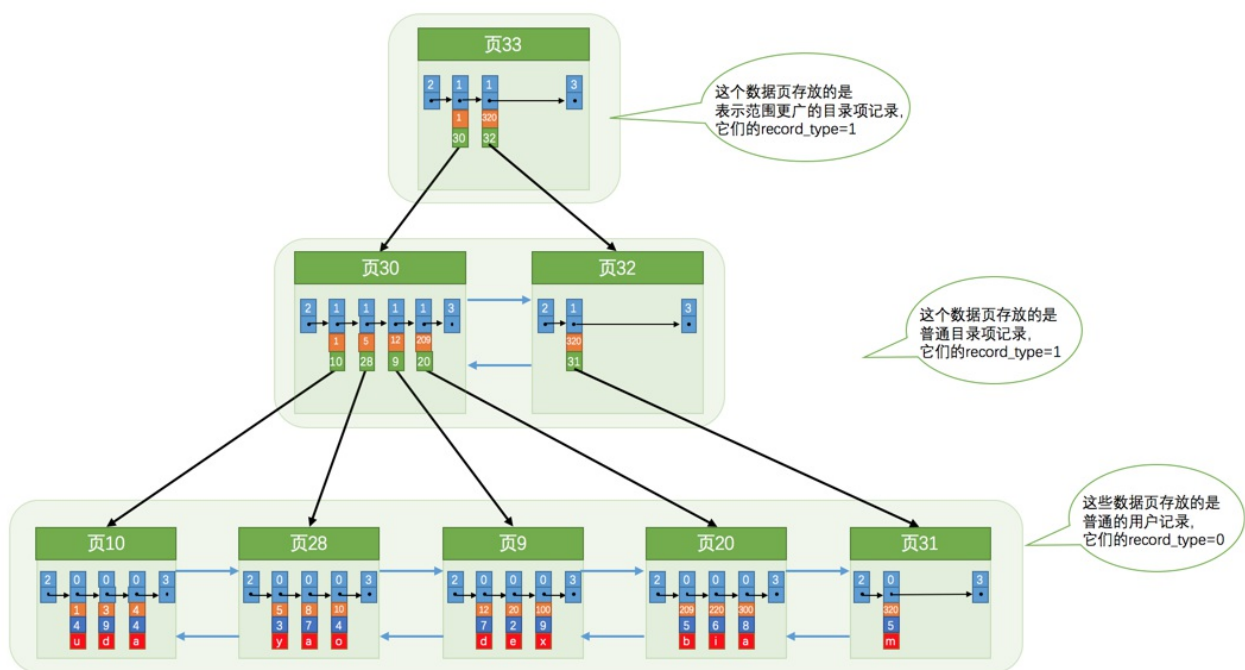 页33
2 1 1 3
1 320
30 32
这个数据页存放的是
表示范围更广的目录项记录,
它们的record_type=1
页30
2 1 1 1 1 3
1 5 12 209
10 28 9 20
页32
2 1 3
320
31
这个数据页存放的是
普通目录项记录,
它们的record_type=1
这些数据页存放的是
普通的用户记录,
它们的record_type=0
页10
2 0 0 0 3
1 3 4
4 9 4
u d a
页28
2 0 0 0 3
5 8 10
3 7 4
y a o
页9
2 0 0 0 3
12 20 100
7 2 9
d e x
页20
2 0 0 0 3
209 220 300
5 6 8
b i a
页31
2 0 3
320
5
m